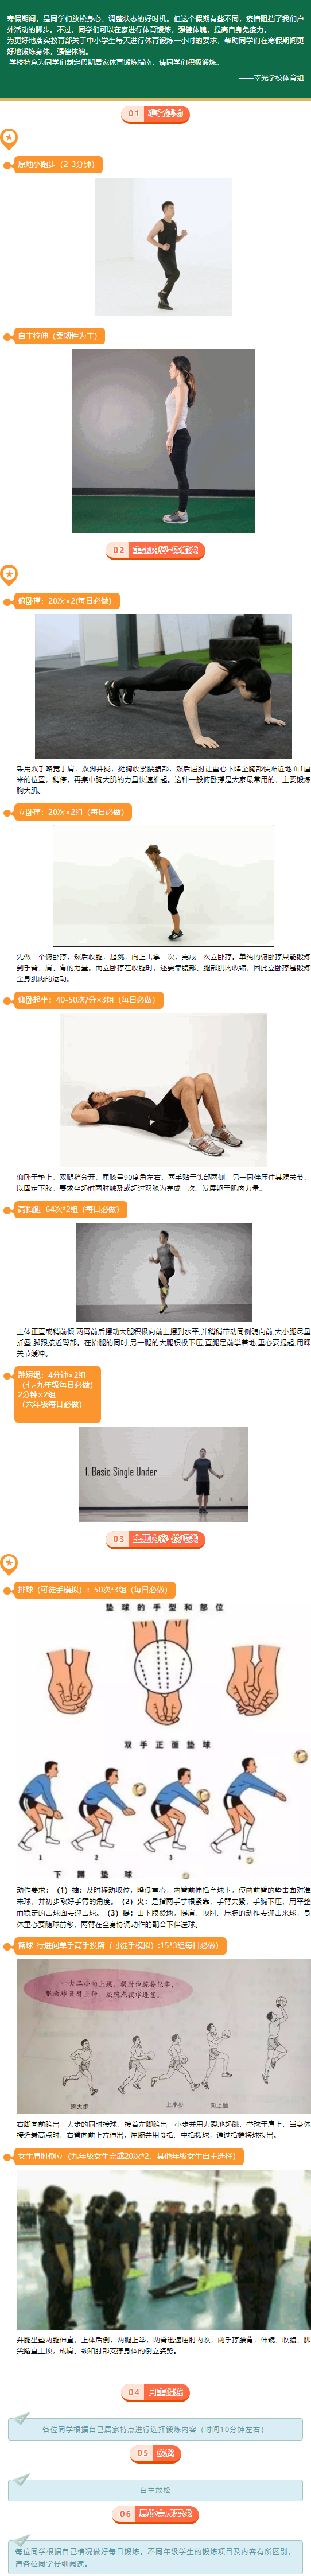 寒假期间，是同学们放松身心、调整状态的好时机。但这个假期有些不同，疫情阻挡了我们户
外活动的脚步。不过，同学们可以在家进行体育锻炼，强健体魄，提高自身免疫力。
为更好地落实教育部关于中小学生每天进行体育锻炼一小时的要求，帮助同学们在寒假期间更
好地锻炼身体，强健体魄。
学校特意为同学们制定假期居家体育锻炼指南，请同学们积极锻炼。
——莘光学校体育组
01 准备活动
原地小跑步（2-3分钟）
自主拉伸（柔韧性为主）
02 主题内容-体能类
俯卧撑：20次×2(每日必做)
采用双手略宽于肩，双脚并拢，挺胸收紧腰腹部，然后屈肘让重心下降至胸部快贴近地面1厘
米的位置，稍停，再集中胸大肌的力量快速推起。这种一般俯卧撑是大家最常用的，主要锻炼
胸大肌。
立卧撑：20次×2组（每日必做）
先做一个俯卧撑，然后收腿、起跳，向上击掌一次，完成一次立卧撑。单纯的俯卧撑只能锻炼
到手臂、肩、背的力量。而立卧撑在收腿时，还要靠腹部、腿部肌肉收缩，因此立卧撑是锻炼
全身肌肉的运动。
仰卧起坐：40-50次/分×3组（每日必做）
仰卧于垫上，双腿稍分开，屈膝呈90度角左右，两手贴于头部两侧，另一同伴压住其踝关节，
以固定下肢。要求坐起时两肘触及或超过双膝为完成一次。发展躯干肌肉力量。
高抬腿 64次*2组（每日必做）
上体正直或稍前倾,两臂前后摆动大腿积极向前上摆到水平,并稍稍带动同侧髋向前,大小腿尽量
折叠,脚跟接近臀部。在抬腿的同时,另一腿的大腿积极下压,直腿足前掌着地,重心要提起,用踝
关节缓冲。
跳短绳：4分钟×2组
（七-九年级每日必做）
2分钟×2组
（六年级每日必做）
1. Basic Single Under
03 主题内容-技能类
排球（可徒手模拟）：50次*3组（每日必做）
垫球的手型和部位
双手正面垫球
1 2 3 4
下蹲垫球
动作要求：（1）插：及时移动取位，降低重心，两臂前伸插至球下，使两前臂的垫击面对准
来球，并初步取好手臂的角度。（2）夹：是指两手掌根紧靠，手臂夹紧，手腕下压，用平整
而稳定的击球面去迎击球。（3）提：由下肢蹬地，提肩、顶肘、压腕的动作去迎击来球，身
体重心要随球前移，两臂在全身协调动作的配合下伴送球。
篮球-行进间单手高手投篮（可徒手模拟）:15*3组每日必做）
一大二小向上跳，
跨大步
上小步
向上跳
右脚向前跨出一大步的同时接球，接着左脚跨出一小步并用力蹬地起跳，举球于肩上，当身体
接近最高点时，右臂向前上方伸出，屈腕并用食指、中指拨球，通过指端将球投出。
女生肩肘倒立（九年级女生完成20次*2，其他年级女生自主选择）
并腿坐垫两腿伸直，上体后倒，两腿上举，两臂迅速屈肘内收，两手撑腰背，伸髋、收腹、脚
尖蹦直上顶，成肩、颈和肘部支撑身体的倒立姿势。
04 自主锻炼
各位同学根据自己居家特点进行选择锻炼内容（时间10分钟左右）
05 放松
自主放松
06 具体完成要求
每位同学根据自己情况做好每日锻炼。不同年级学生的锻炼项目及内容有所区别，
请各位同学仔细阅读。